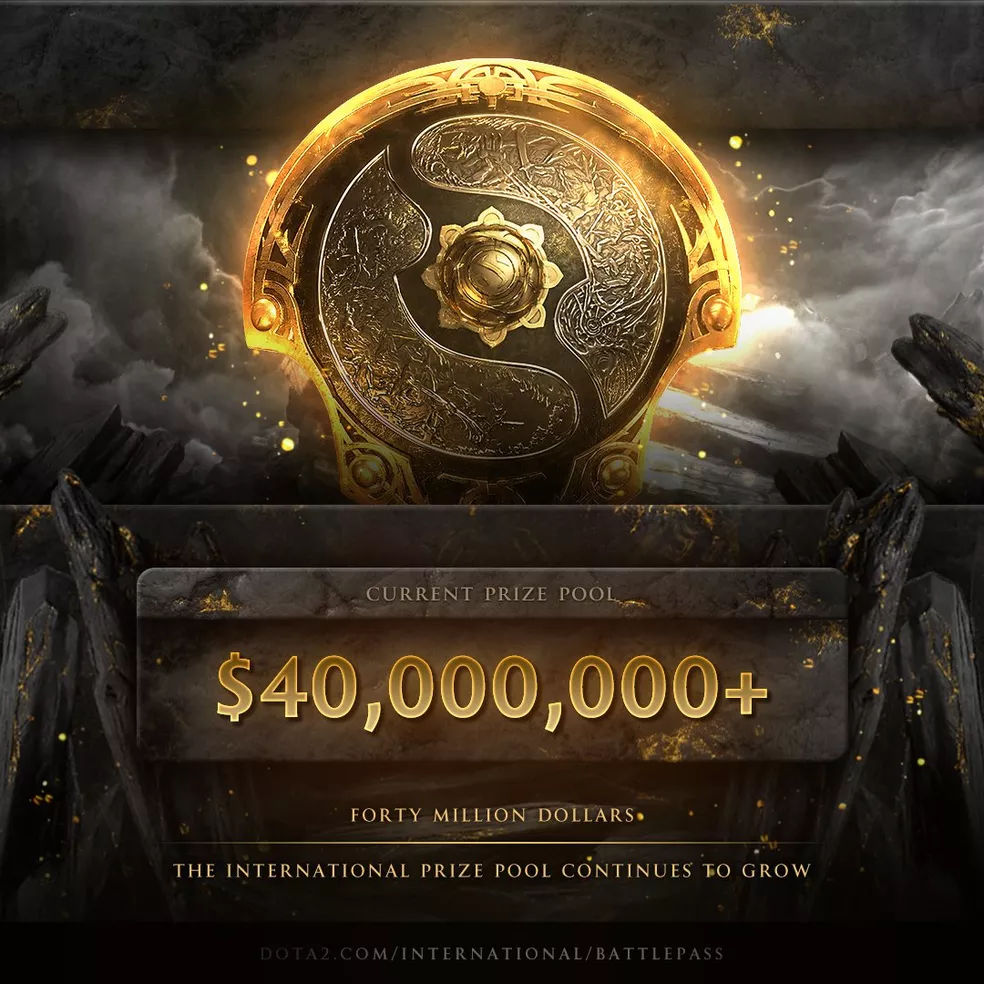 CURRENT PRIZE POOL
$40,000,000+
FORTY MILLION DOLLARS
THE INTERNATIONAL PRIZE POOL CONTINUES TO GROW
DOTA2.COM/INTERNATIONAL/BATTLEPASS